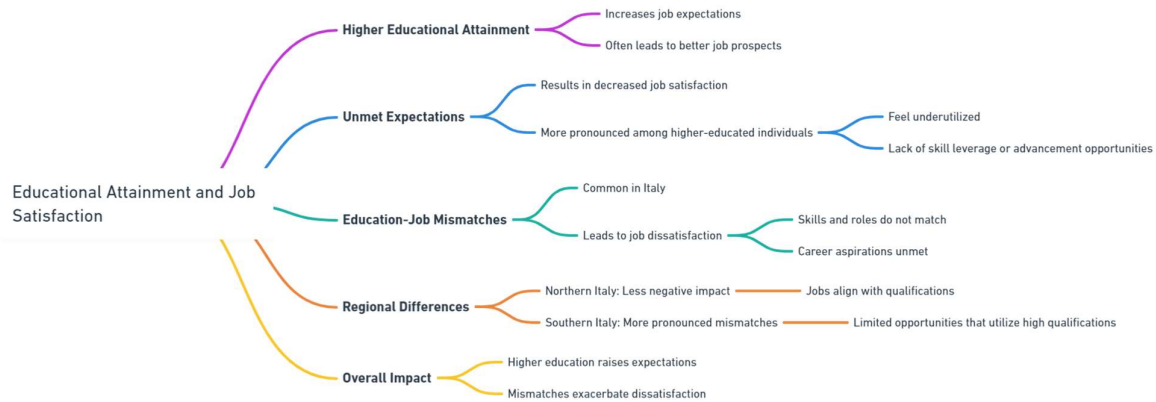 Educational Attainment and Job
Satisfaction
Higher Educational Attainment
Increases job expectations
Often leads to better job prospects
Unmet Expectations
Results in decreased job satisfaction
More pronounced among higher-educated individuals
Feel underutilized
Lack of skill leverage or advancement opportunities
Education-Job Mismatches
Common in Italy
Leads to job dissatisfaction
Skills and roles do not match
Career aspirations unmet
Regional Differences
Northern Italy: Less negative impact
Jobs align with qualifications
Southern Italy: More pronounced mismatches
Limited opportunities that utilize high qualifications
Overall Impact
Higher education raises expectations
Mismatches exacerbate dissatisfaction